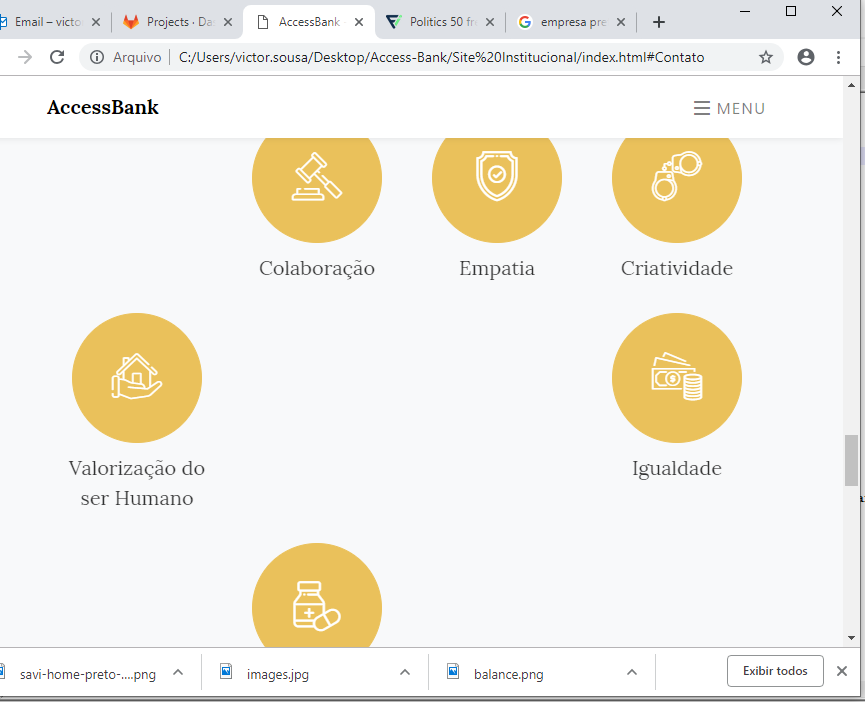 Email – victo
Projects · Das
AccessBank
Politics 50 fr
empresa pre
Arquivo
C:/Users/victor.sousa/Desktop/Access-Bank/Site%20Institucional/index.html#Contato
AccessBank
MENU
Colaboração
Empatia
Criatividade
Valorização do
ser Humano
Igualdade
savi-home-preto-....png
images.jpg
balance.png
Exibir todos